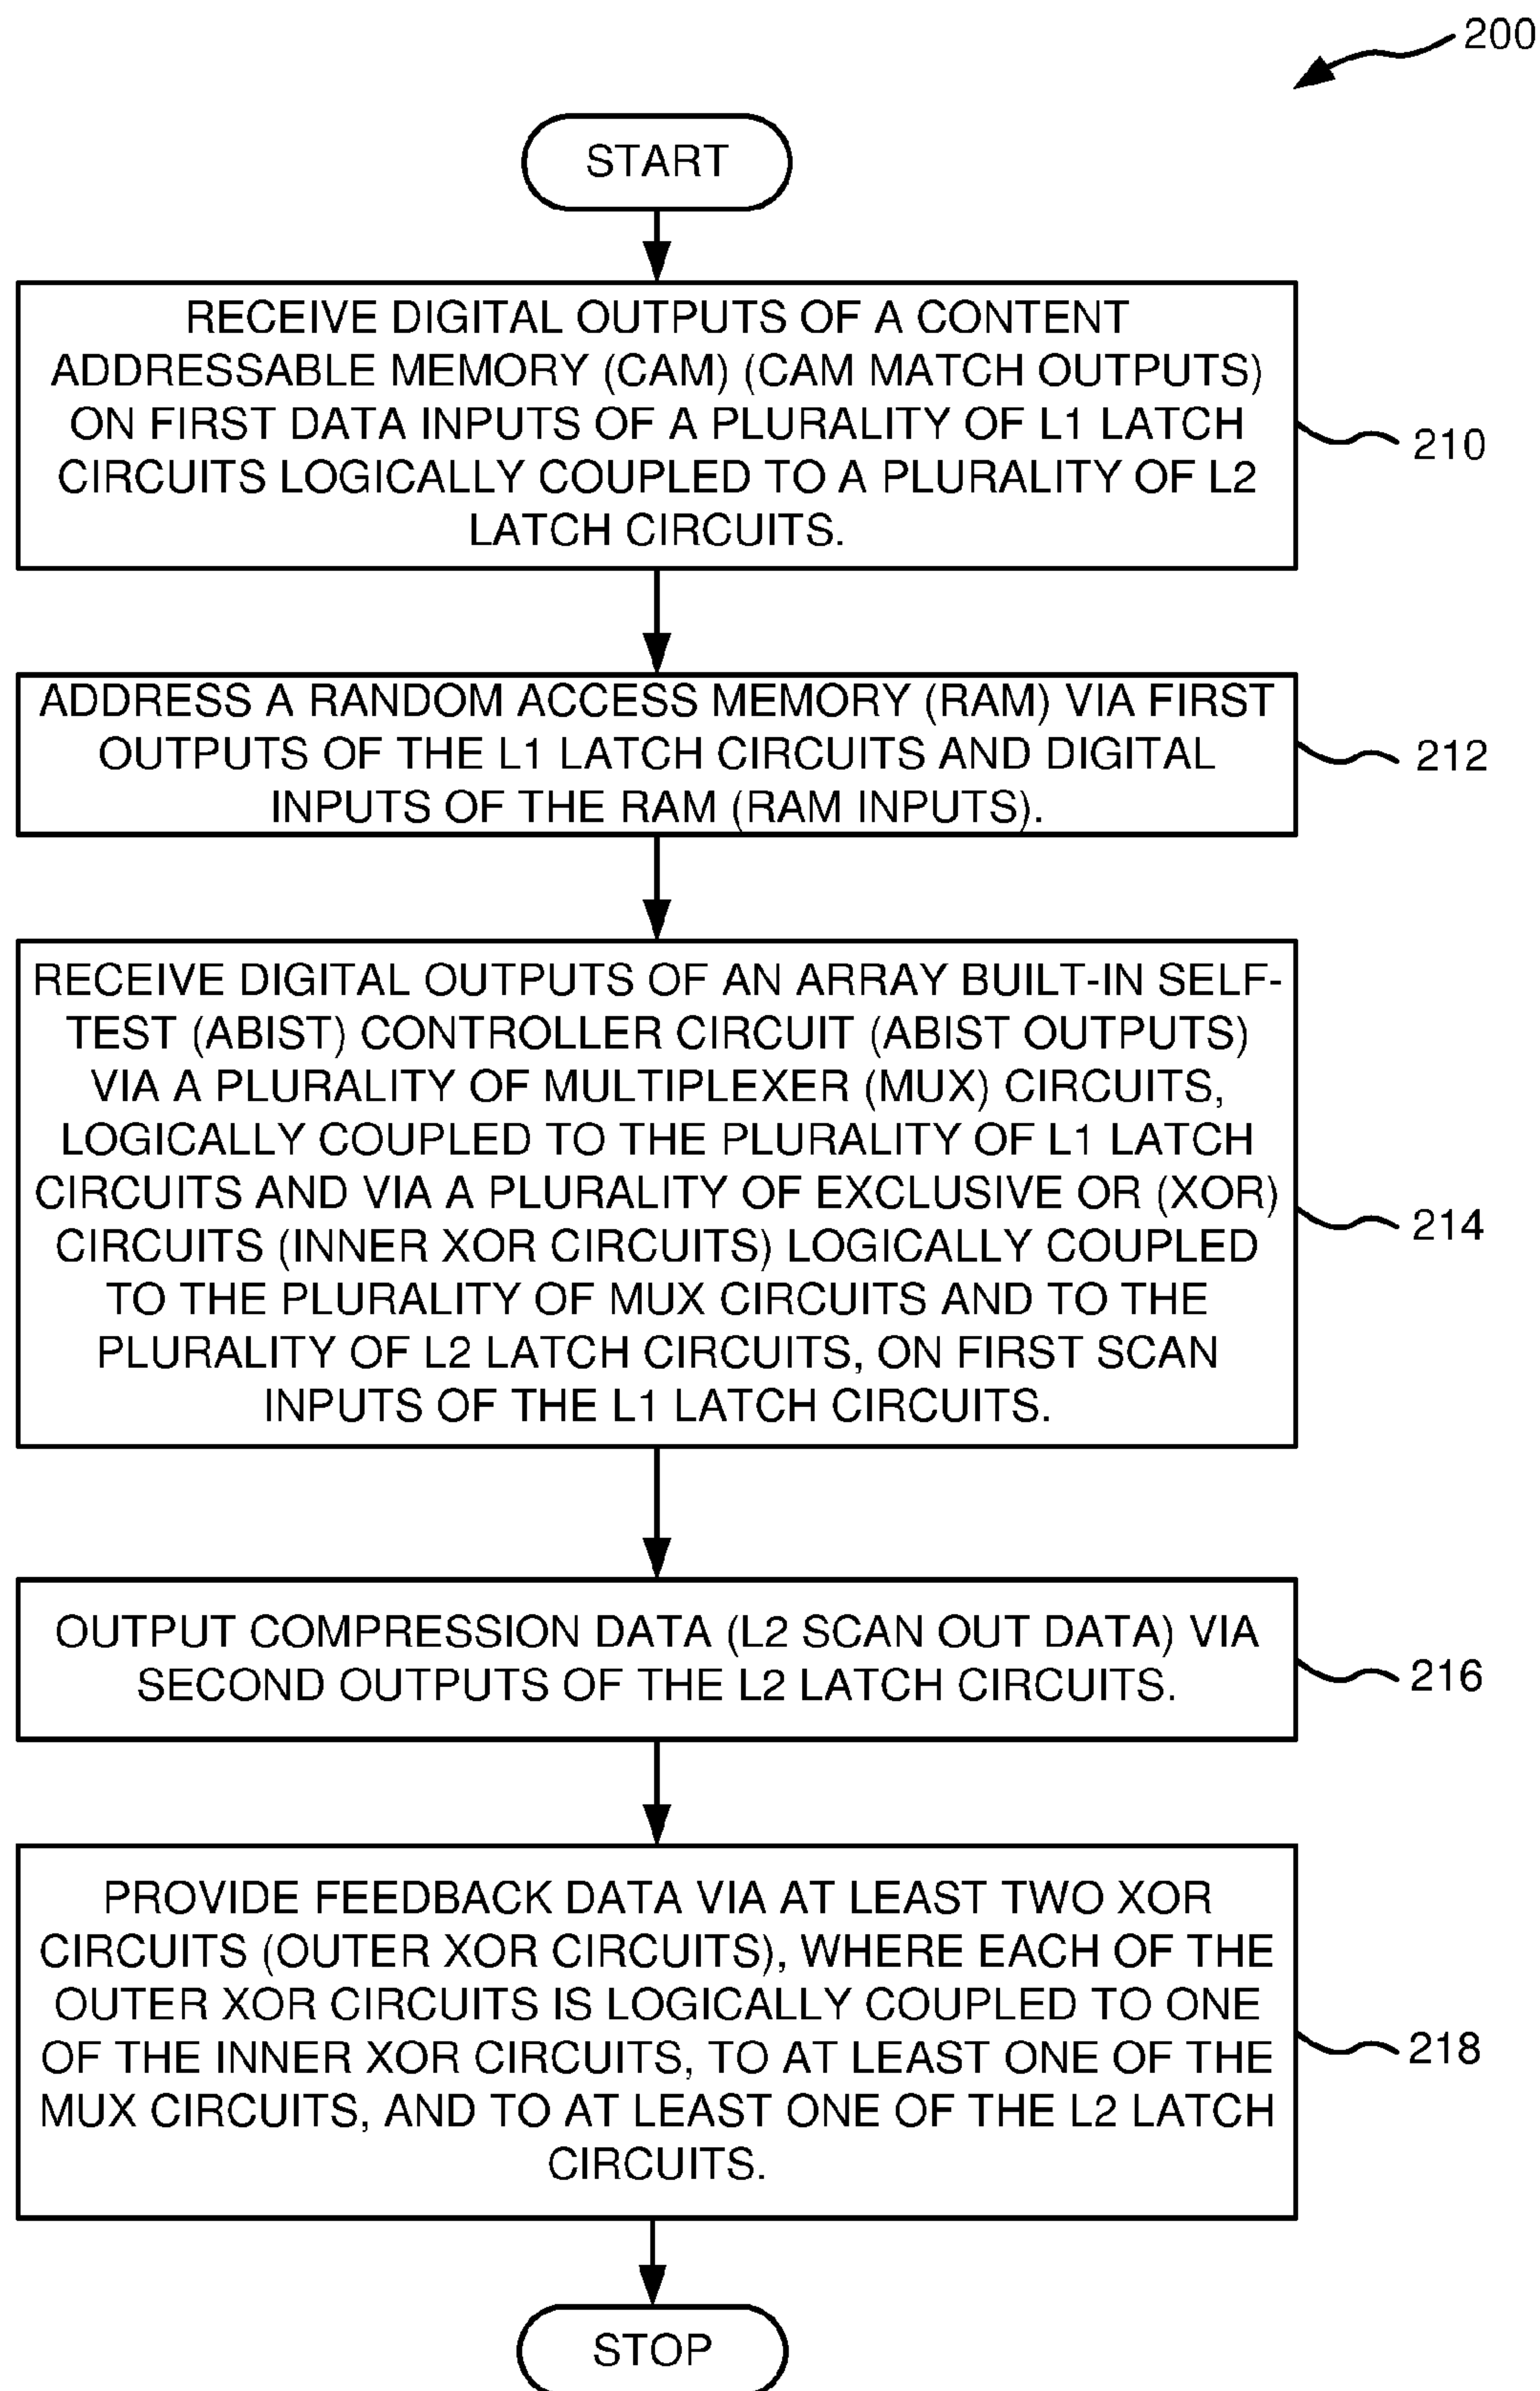 200
START
RECEIVE DIGITAL OUTPUTS OF A CONTENT
ADDRESSABLE MEMORY (CAM) (CAM MATCH OUTPUTS)
ON FIRST DATA INPUTS OF A PLURALITY OF L1 LATCH
CIRCUITS LOGICALLY COUPLED TO A PLURALITY OF L2
LATCH CIRCUITS.
210
ADDRESS A RANDOM ACCESS MEMORY (RAM) VIA FIRST
OUTPUTS OF THE L1 LATCH CIRCUITS AND DIGITAL
INPUTS OF THE RAM (RAM INPUTS).
212
RECEIVE DIGITAL OUTPUTS OF AN ARRAY BUILT-IN SELF-
TEST (ABIST) CONTROLLER CIRCUIT (ABIST OUTPUTS)
VIA A PLURALITY OF MULTIPLEXER (MUX) CIRCUITS,
LOGICALLY COUPLED TO THE PLURALITY OF L1 LATCH
CIRCUITS AND VIA A PLURALITY OF EXCLUSIVE OR (XOR)
CIRCUITS (INNER XOR CIRCUITS) LOGICALLY COUPLED
TO THE PLURALITY OF MUX CIRCUITS AND TO THE
PLURALITY OF L2 LATCH CIRCUITS, ON FIRST SCAN
INPUTS OF THE L1 LATCH CIRCUITS.
214
OUTPUT COMPRESSION DATA (L2 SCAN OUT DATA) VIA
SECOND OUTPUTS OF THE L2 LATCH CIRCUITS.
216
PROVIDE FEEDBACK DATA VIA AT LEAST TWO XOR
CIRCUITS (OUTER XOR CIRCUITS), WHERE EACH OF THE
OUTER XOR CIRCUITS IS LOGICALLY COUPLED TO ONE
OF THE INNER XOR CIRCUITS, TO AT LEAST ONE OF THE
MUX CIRCUITS, AND TO AT LEAST ONE OF THE L2 LATCH
CIRCUITS.
218
STOP